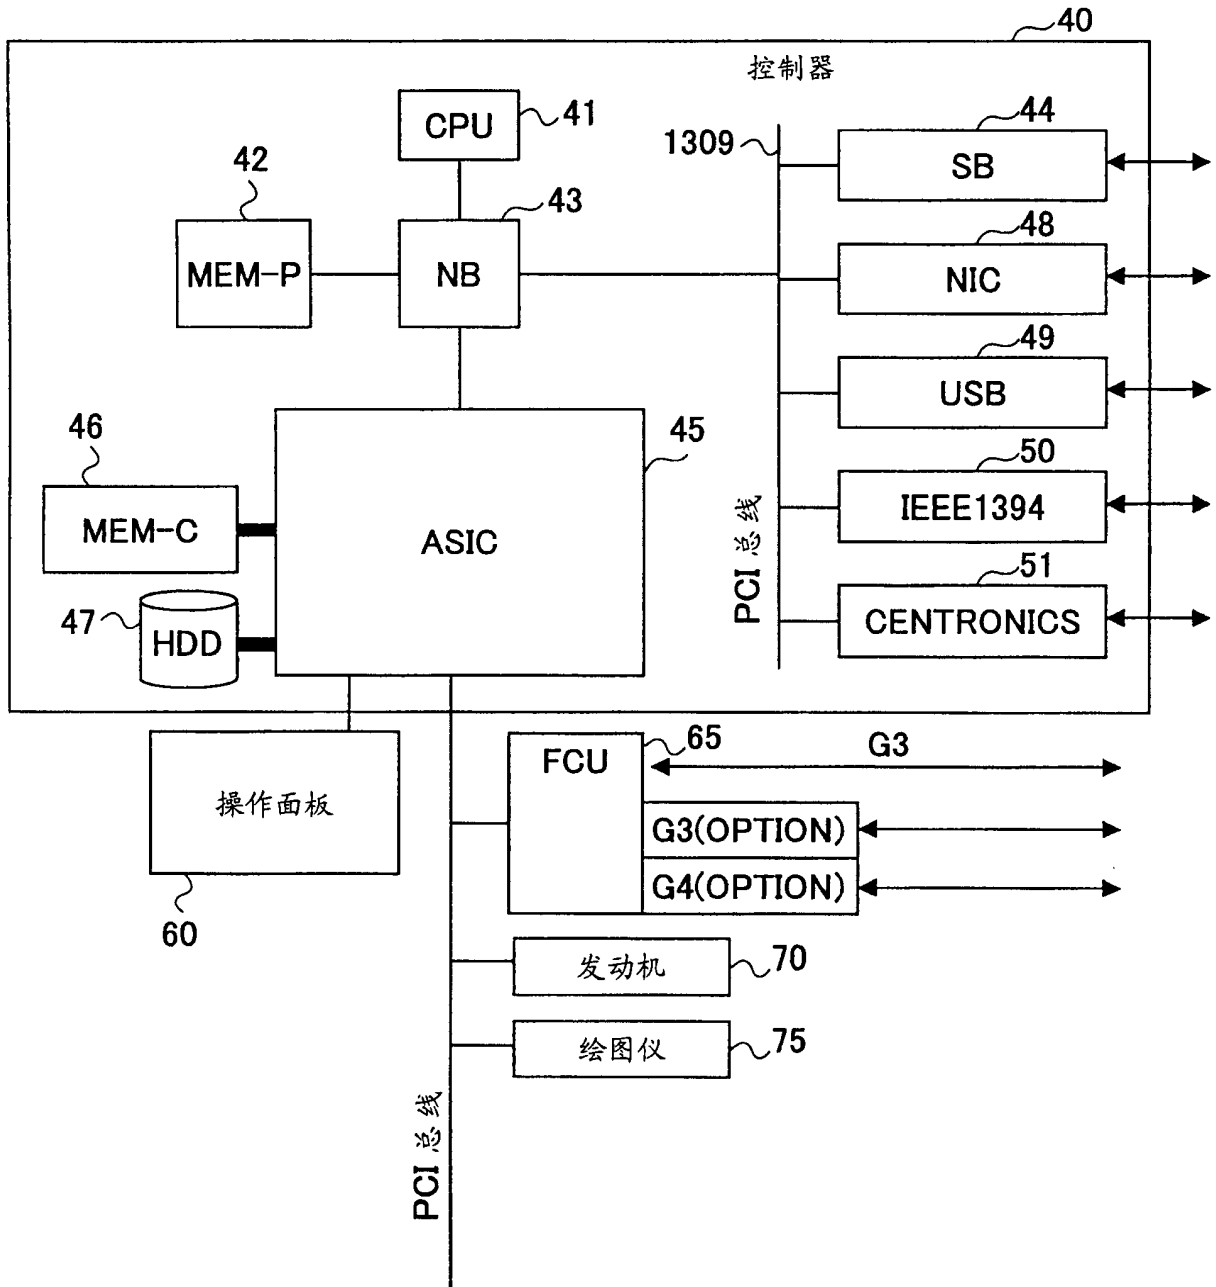 40
控制器
CPU
41
44
1309
SB
42
43
48
MEM-P
NB
NIC
49
USB
46
45
50
MEM-C
ASIC
IEEE1394
PCI 总线
51
47
HDD
CENTRONICS
65
G3
FCU
操作面板
G3(OPTION)
G4(OPTION)
60
发动机
70
绘图仪
75
PCI 总线